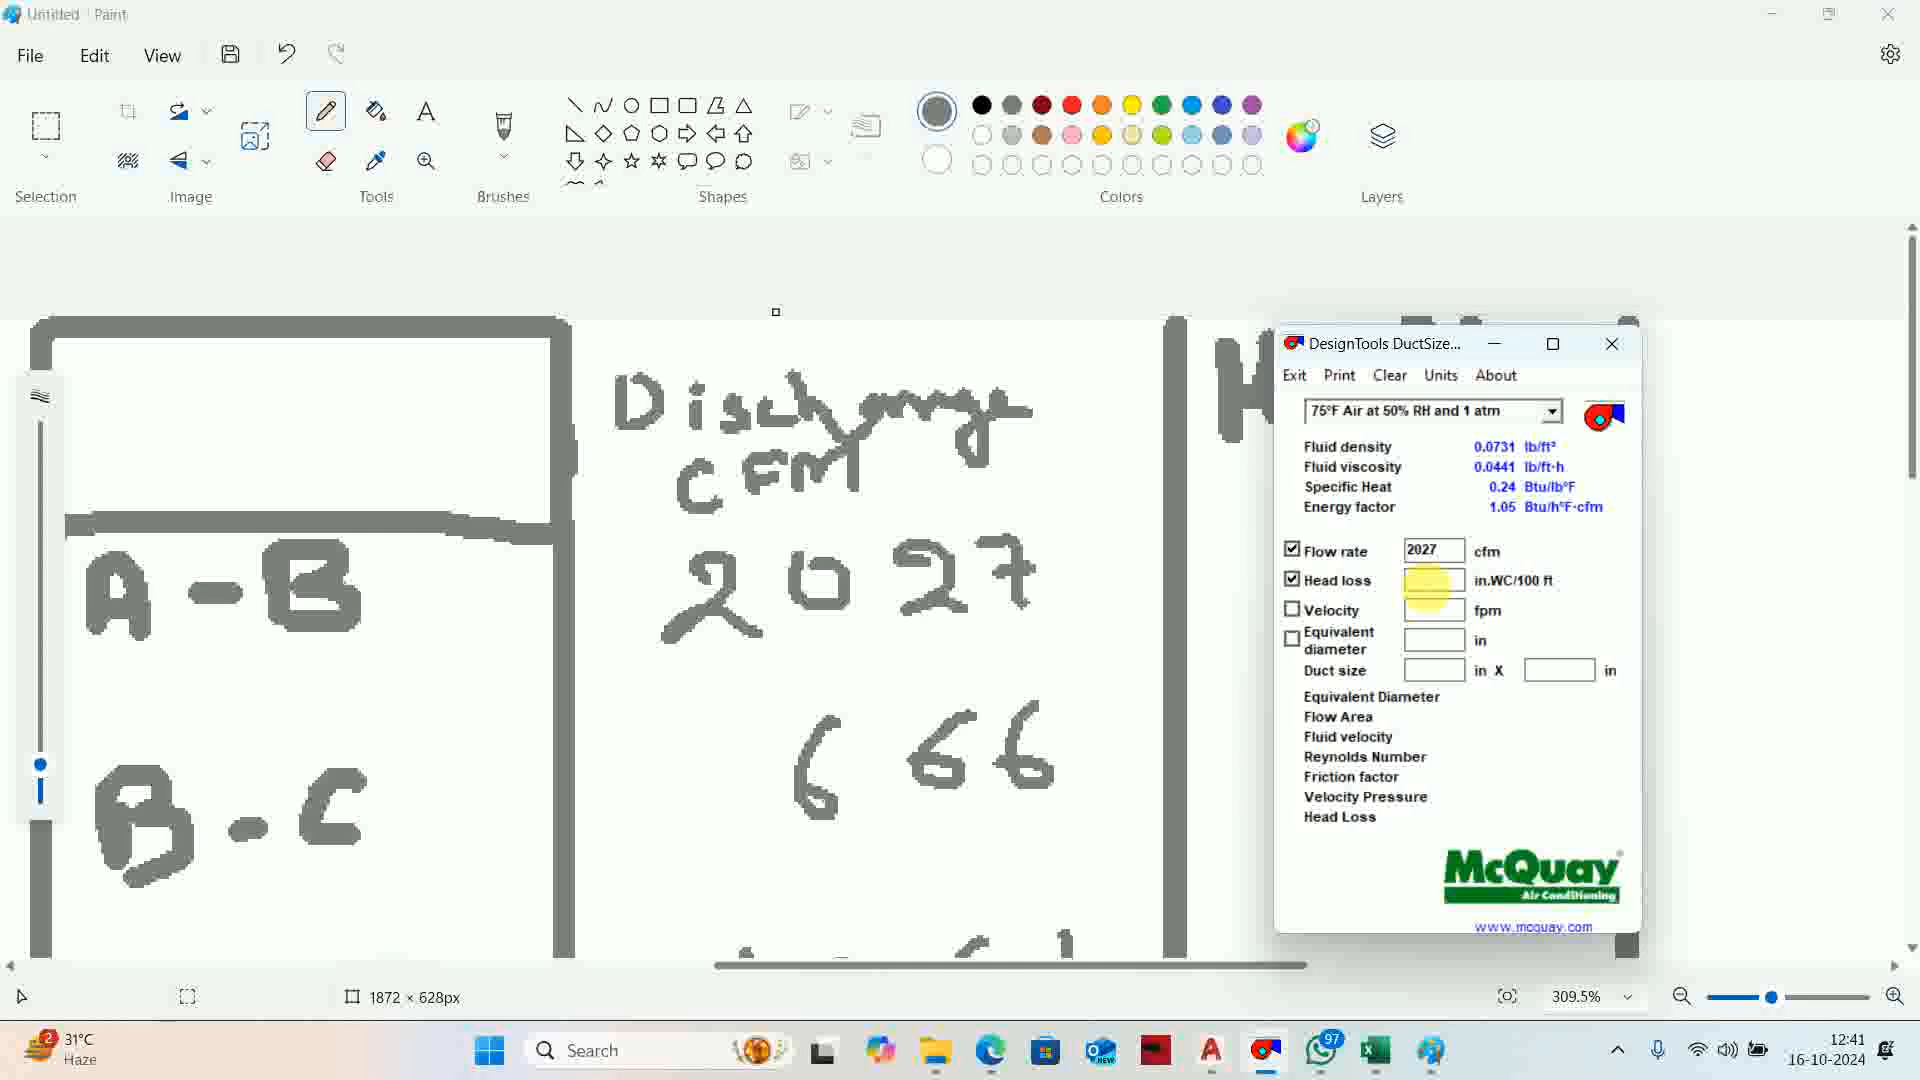 Untitled - Paint
File Edit View
Selection Image Tools Brushes Shapes Colors Layers
Discharge
CFM
A - B 2027
B - C 666
DesignTools DuctSize...
Exit Print Clear Units About
75°F Air at 50% RH and 1 atm
Fluid density 0.0731 lb/ft³
Fluid viscosity 0.0441 lb/ft·h
Specific Heat 0.24 Btu/lb°F
Energy factor 1.05 Btu/h°F·cfm
Flow rate 2027 cfm
Head loss in.WC/100 ft
Velocity fpm
Equivalent
diameter in
Duct size in X in
Equivalent Diameter
Flow Area
Fluid velocity
Reynolds Number
Friction factor
Velocity Pressure
Head Loss
McQuay
Air Conditioning
www.mcquay.com
1872 × 628px 309.5%
2 31°C
Haze
Search
NEW
97
12:41
16-10-2024